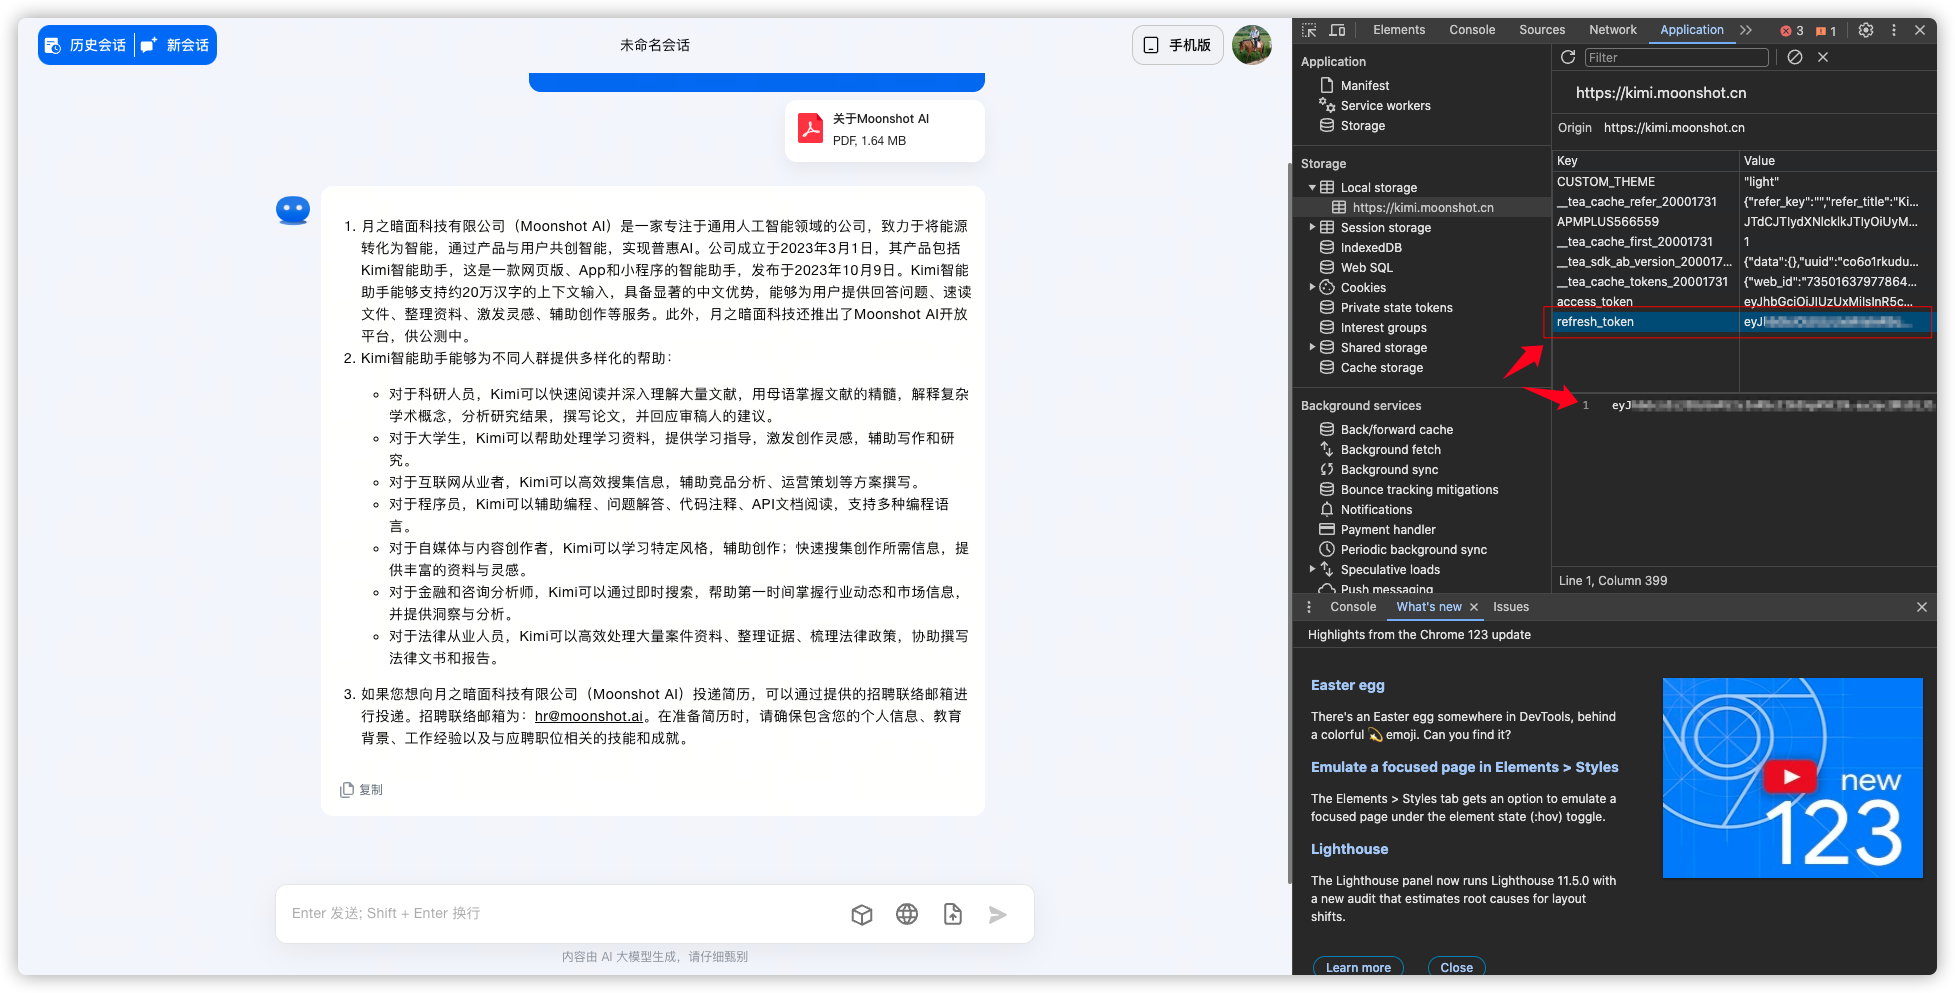 历史会话
新会话
未命名会话
手机版
关于Moonshot AI
PDF, 1.64 MB
1. 月之暗面科技有限公司（Moonshot AI）是一家专注于通用人工智能领域的公司，致力于将能源
转化为智能，通过产品与用户共创智能，实现普惠AI。公司成立于2023年3月1日，其产品包括
Kimi智能助手，这是一款网页版、App和小程序的智能助手，发布于2023年10月9日。Kimi智能
助手能够支持约20万汉字的上下文输入，具备显著的中文优势，能够为用户提供回答问题、速读
文件、整理资料、激发灵感、辅助创作等服务。此外，月之暗面科技还推出了Moonshot AI开放
平台，供公测中。
2. Kimi智能助手能够为不同人群提供多样化的帮助：
对于科研人员，Kimi可以快速阅读并深入理解大量文献，用母语掌握文献的精髓，解释复杂
学术概念，分析研究结果，撰写论文，并回应审稿人的建议。
对于大学生，Kimi可以帮助处理学习资料，提供学习指导，激发创作灵感，辅助写作和研
究。
对于互联网从业者，Kimi可以高效搜集信息，辅助竞品分析、运营策划等方案撰写。
对于程序员，Kimi可以辅助编程、问题解答、代码注释、API文档阅读，支持多种编程语
言。
对于自媒体与内容创作者，Kimi可以学习特定风格，辅助创作；快速搜集创作所需信息，提
供丰富的资料与灵感。
对于金融和咨询分析师，Kimi可以通过即时搜索，帮助第一时间掌握行业动态和市场信息，
并提供洞察与分析。
对于法律从业人员，Kimi可以高效处理大量案件资料、整理证据、梳理法律政策，协助撰写
法律文书和报告。
3. 如果您想向月之暗面科技有限公司（Moonshot AI）投递简历，可以通过提供的招聘联络邮箱进
行投递。招聘联络邮箱为：hr@moonshot.ai。在准备简历时，请确保包含您的个人信息、教育
背景、工作经验以及与应聘职位相关的技能和成就。
复制
Enter 发送; Shift + Enter 换行
内容由 AI 大模型生成，请仔细甄别
Elements Console Sources Network Application 3 1
Application
Manifest
Service workers
Storage
Storage
Local storage
https://kimi.moonshot.cn
Session storage
IndexedDB
Web SQL
Cookies
Private state tokens
Interest groups
Shared storage
Cache storage
Background services
Back/forward cache
Background fetch
Background sync
Bounce tracking mitigations
Notifications
Payment handler
Periodic background sync
Speculative loads
Push messaging
Filter
https://kimi.moonshot.cn
Origin https://kimi.moonshot.cn
Key Value
CUSTOM_THEME "light"
__tea_cache_refer_20001731 {"refer_key":"","refer_title":"Ki...
APMPLUS566559 JTdCJTIydXNlcklkJTIyOiUyM...
__tea_cache_first_20001731 1
__tea_sdk_ab_version_200017... {"data":{},"uuid":"co6o1rkudu...
__tea_cache_tokens_20001731 {"web_id":"73501637977864...
access_token eyJhbGciOiJIUzUxMiIsInR5c...
refresh_token eyJ
1 eyJ
Line 1, Column 399
Console What's new Issues
Highlights from the Chrome 123 update
Easter egg
There's an Easter egg somewhere in DevTools, behind
a colorful 💫 emoji. Can you find it?
Emulate a focused page in Elements > Styles
The Elements > Styles tab gets an option to emulate a
focused page under the element state (:hov) toggle.
Lighthouse
The Lighthouse panel now runs Lighthouse 11.5.0 with
a new audit that estimates root causes for layout
shifts.
new
123
Learn more
Close